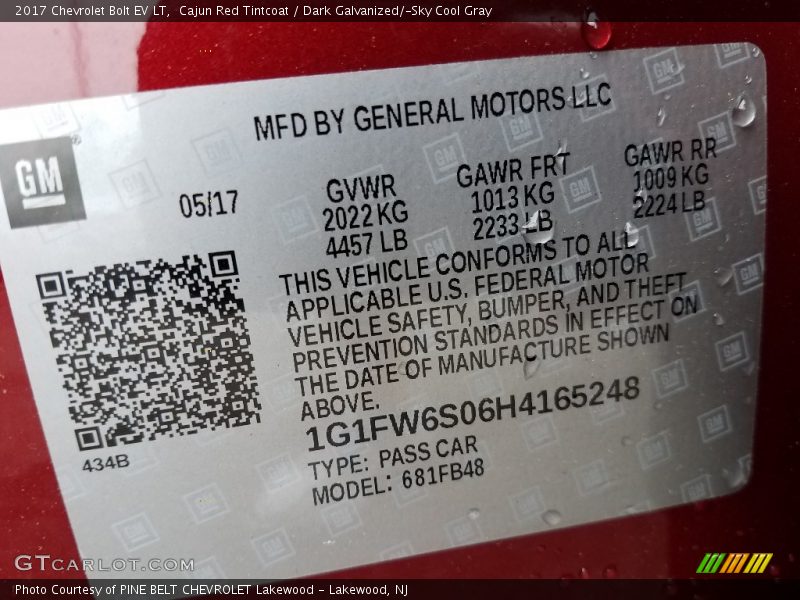 2017 Chevrolet Bolt EV LT,  Cajun Red Tintcoat / Dark Galvanized/­Sky Cool Gray
MFD BY GENERAL MOTORS LLC
GM
05/17
GVWR
2022 KG
4457 LB
GAWR FRT
1013 KG
2233 LB
GAWR RR
1009 KG
2224 LB
THIS VEHICLE CONFORMS TO ALL
APPLICABLE U.S. FEDERAL MOTOR
VEHICLE SAFETY, BUMPER, AND THEFT
PREVENTION STANDARDS IN EFFECT ON
THE DATE OF MANUFACTURE SHOWN
ABOVE.
1G1FW6S06H4165248
TYPE: PASS CAR
MODEL: 681FB48
434B
GTCARLOT.COM
Photo Courtesy of PINE BELT CHEVROLET Lakewood - Lakewood, NJ